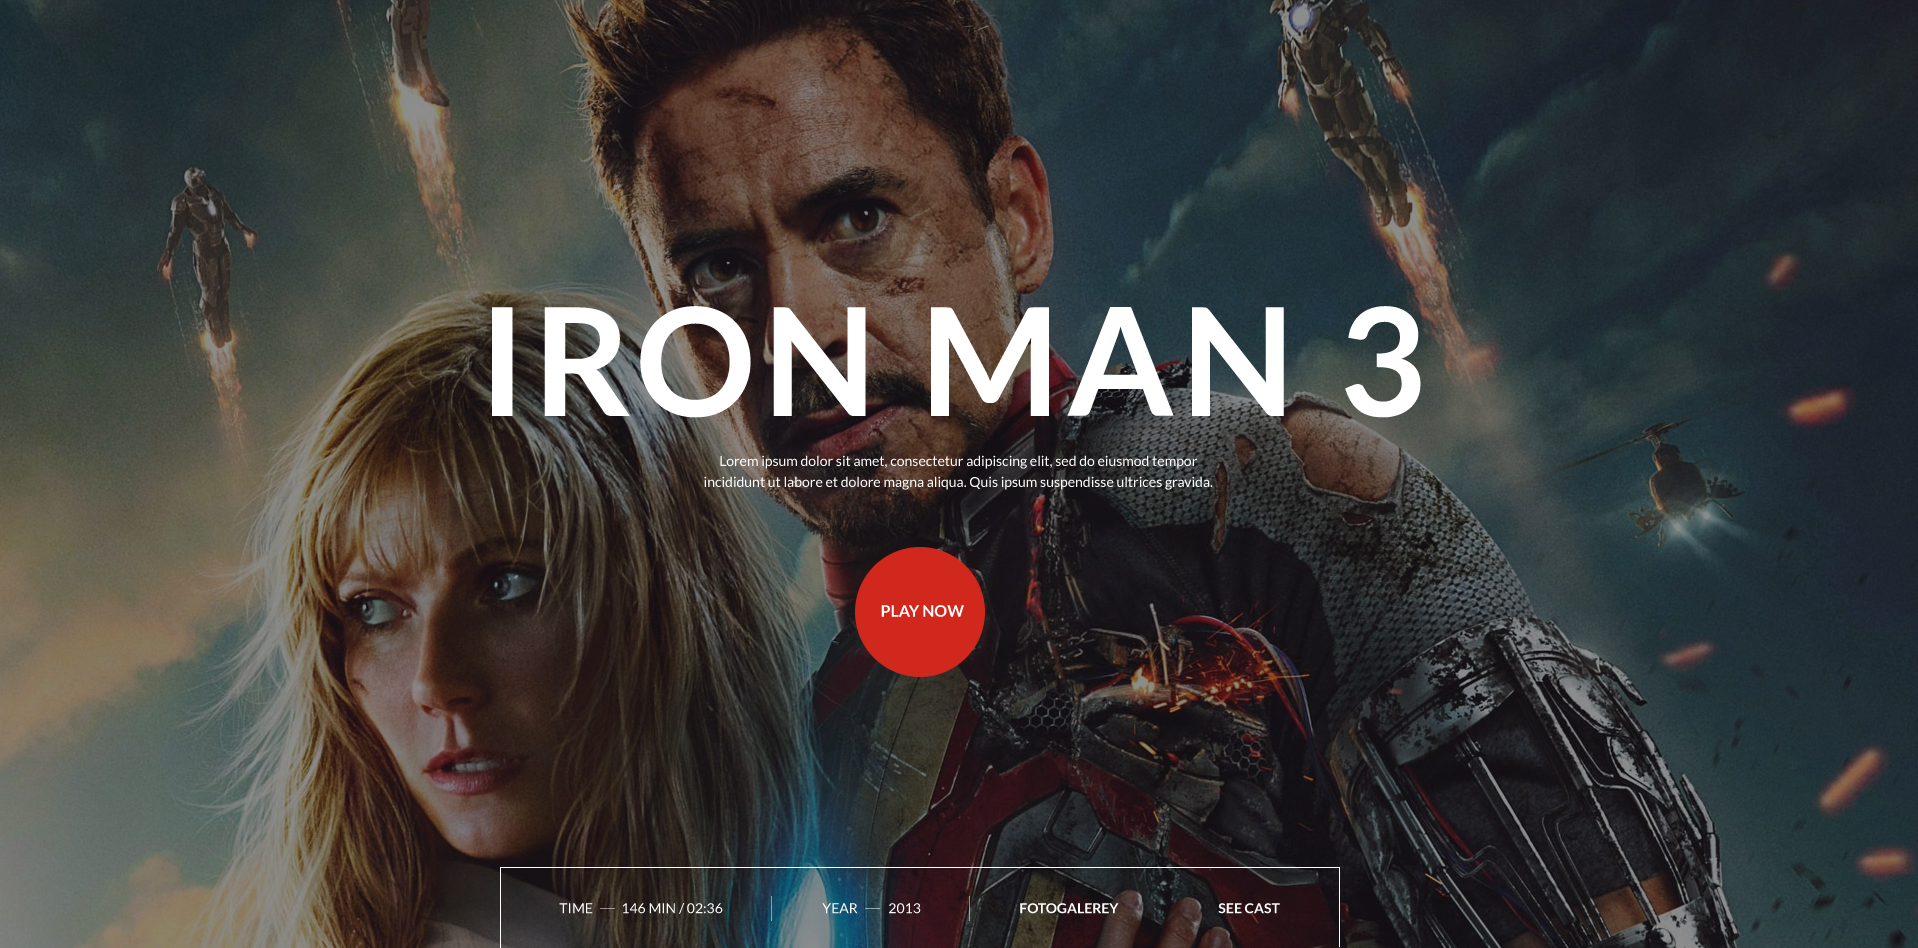 IRON MAN 3
Lorem ipsum dolor sit amet, consectetur adipiscing elit, sed do eiusmod tempor
incididunt ut labore et dolore magna aliqua. Quis ipsum suspendisse ultrices gravida.
PLAY NOW
TIME — 146 MIN / 02:36 YEAR — 2013 FOTOGALEREY SEE CAST